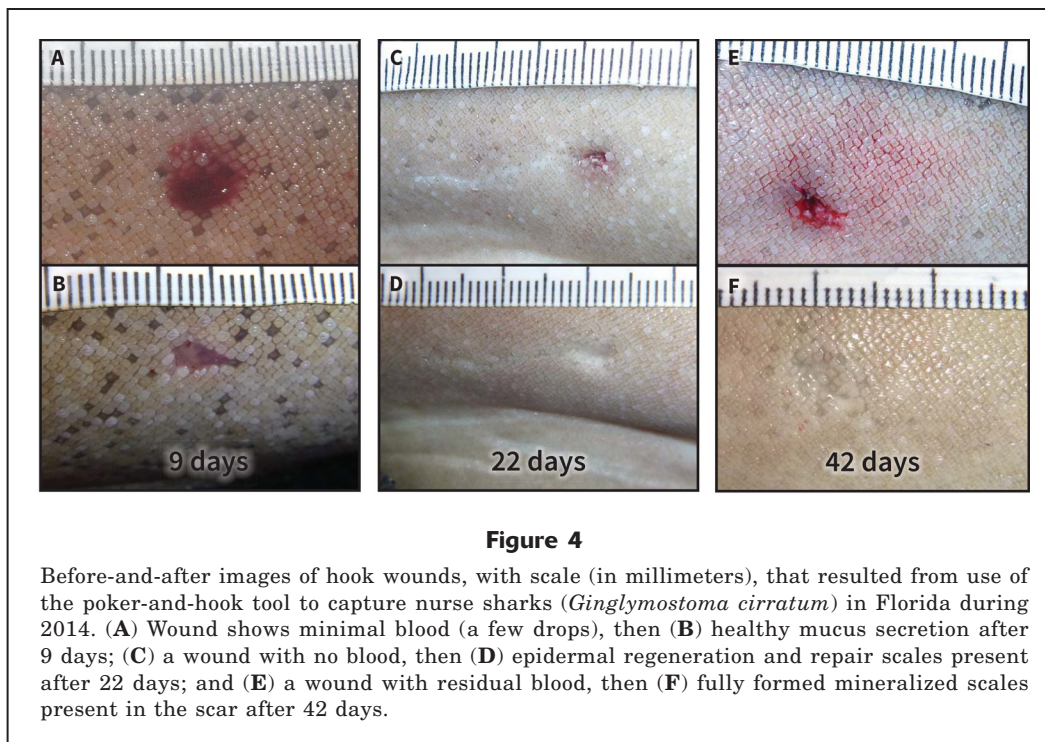 A
C
E
B
D
F
9 days
22 days
42 days
Figure 4
Before-and-after images of hook wounds, with scale (in millimeters), that resulted from use of
the poker-and-hook tool to capture nurse sharks (Ginglymostoma cirratum) in Florida during
2014. (A) Wound shows minimal blood (a few drops), then (B) healthy mucus secretion after
9 days; (C) a wound with no blood, then (D) epidermal regeneration and repair scales present
after 22 days; and (E) a wound with residual blood, then (F) fully formed mineralized scales
present in the scar after 42 days.